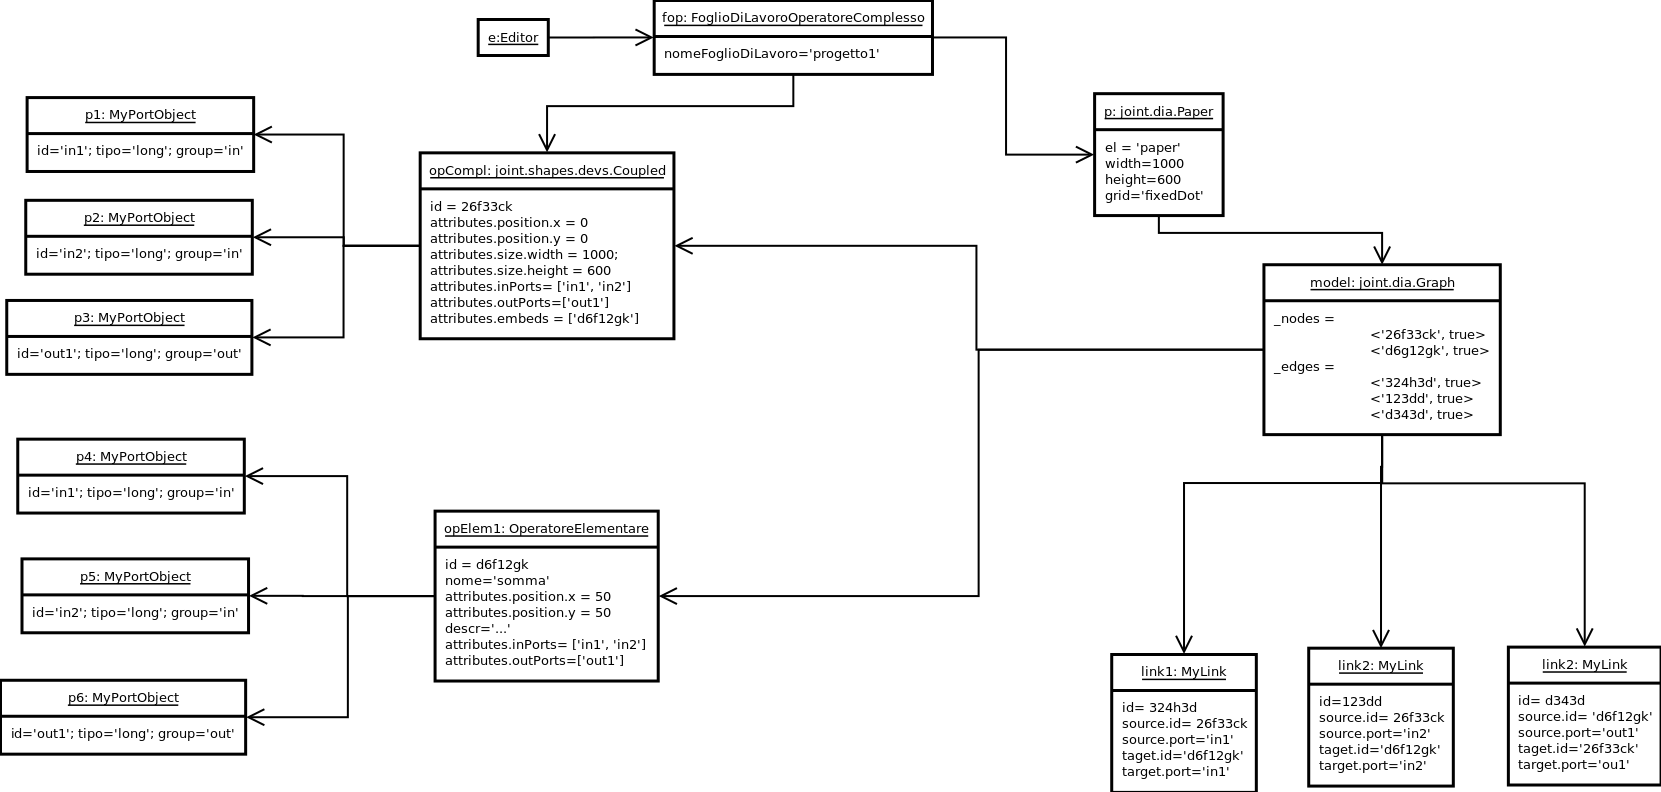 e:Editor
fop: FoglioDiLavoroOperatoreComplesso
nomeFoglioDiLavoro='progetto1'
p: joint.dia.Paper
el = 'paper'
width=1000
height=600
grid='fixedDot'
p1: MyPortObject
id='in1'; tipo='long'; group='in'
p2: MyPortObject
id='in2'; tipo='long'; group='in'
p3: MyPortObject
id='out1'; tipo='long'; group='out'
opCompl: joint.shapes.devs.Coupled
id = 26f33ck
attributes.position.x = 0
attributes.position.y = 0
attributes.size.width = 1000;
attributes.size.height = 600
attributes.inPorts= ['in1', 'in2']
attributes.outPorts=['out1']
attributes.embeds = ['d6f12gk']
model: joint.dia.Graph
_nodes =
<'26f33ck', true>
<'d6g12gk', true>
_edges =
<'324h3d', true>
<'123dd', true>
<'d343d', true>
p4: MyPortObject
id='in1'; tipo='long'; group='in'
p5: MyPortObject
id='in2'; tipo='long'; group='in'
p6: MyPortObject
id='out1'; tipo='long'; group='out'
opElem1: OperatoreElementare
id = d6f12gk
nome='somma'
attributes.position.x = 50
attributes.position.y = 50
descr='...'
attributes.inPorts= ['in1', 'in2']
attributes.outPorts=['out1']
link1: MyLink
id= 324h3d
source.id= 26f33ck
source.port='in1'
taget.id='d6f12gk'
target.port='in1'
link2: MyLink
id=123dd
source.id= 26f33ck
source.port='in2'
taget.id='d6f12gk'
target.port='in2'
link2: MyLink
id= d343d
source.id= 'd6f12gk'
source.port='out1'
taget.id='26f33ck'
target.port='ou1'